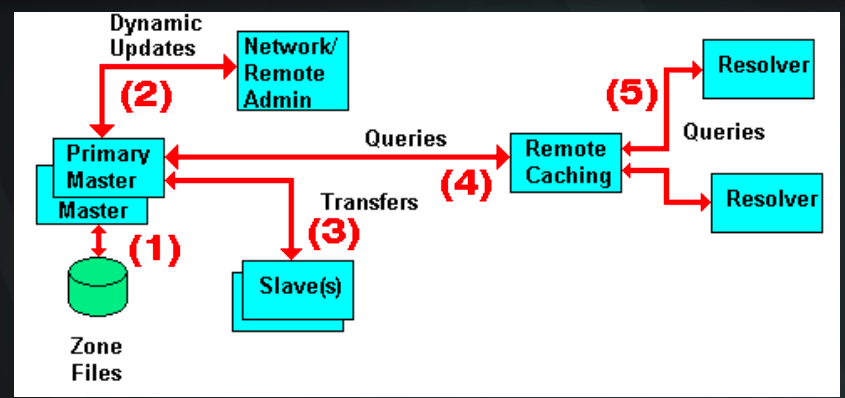 Dynamic
Updates
Network/
Remote
Admin
(2)
(5)
Resolver
Queries
Queries
Primary
Master
Remote
Caching
(4)
Master
Transfers
Resolver
(1)
(3)
Slave(s)
Zone
Files